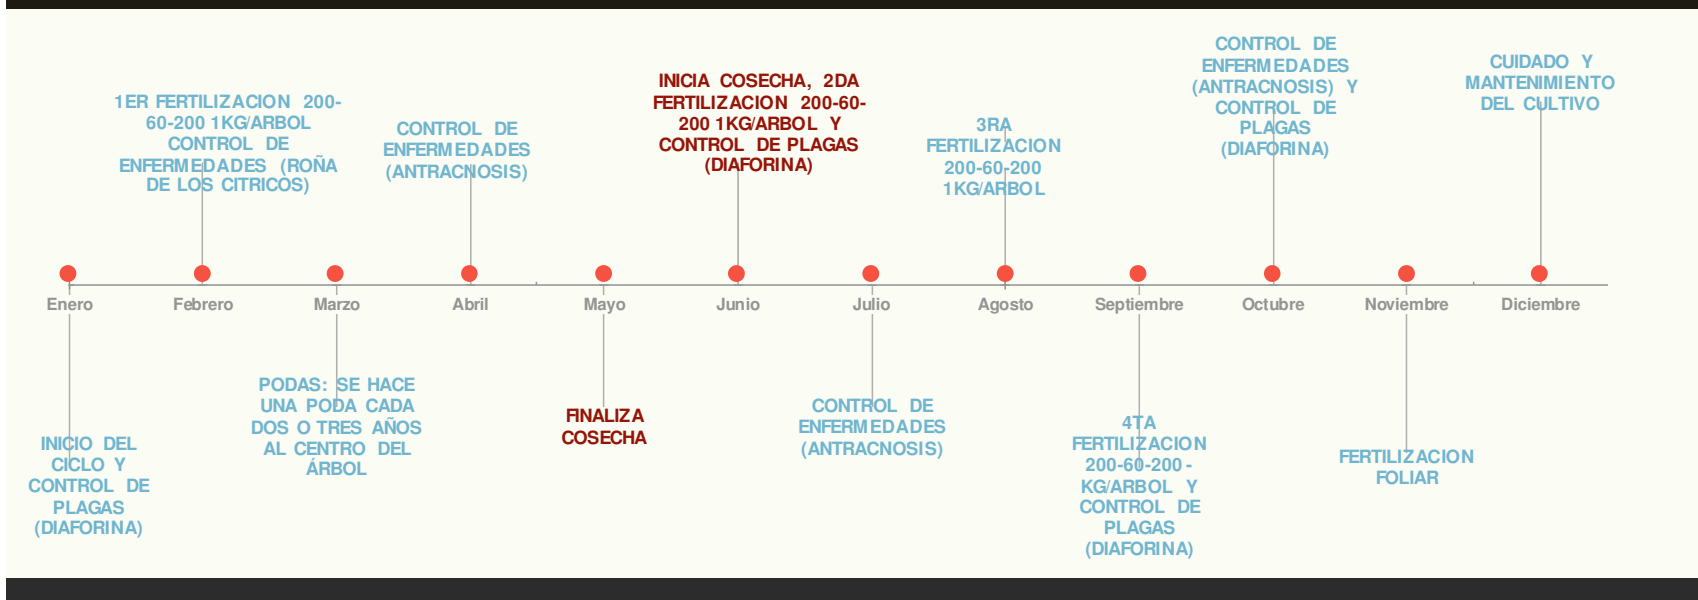 1ER FERTILIZACION 200-
60-200 1KG/ARBOL
CONTROL DE
ENFERMEDADES (ROÑA
DE LOS CITRICOS)
CONTROL DE
ENFERMEDADES
(ANTRACNOSIS)
INICIA COSECHA, 2DA
FERTILIZACION 200-60-
200 1KG/ARBOL Y
CONTROL DE PLAGAS
(DIAFORINA)
3RA
FERTILIZACION
200-60-200
1KG/ARBOL
CONTROL DE
ENFERMEDADES
(ANTRACNOSIS) Y
CONTROL DE
PLAGAS
(DIAFORINA)
CUIDADO Y
MANTENIMIENTO
DEL CULTIVO
Enero Febrero Marzo Abril Mayo Junio Julio Agosto Septiembre Octubre Noviembre Diciembre
INICIO DEL
CICLO Y
CONTROL DE
PLAGAS
(DIAFORINA)
PODAS: SE HACE
UNA PODA CADA
DOS O TRES AÑOS
AL CENTRO DEL
ÁRBOL
FINALIZA
COSECHA
CONTROL DE
ENFERMEDADES
(ANTRACNOSIS)
4TA
FERTILIZACION
200-60-200 -
KG/ARBOL Y
CONTROL DE
PLAGAS
(DIAFORINA)
FERTILIZACION
FOLIAR